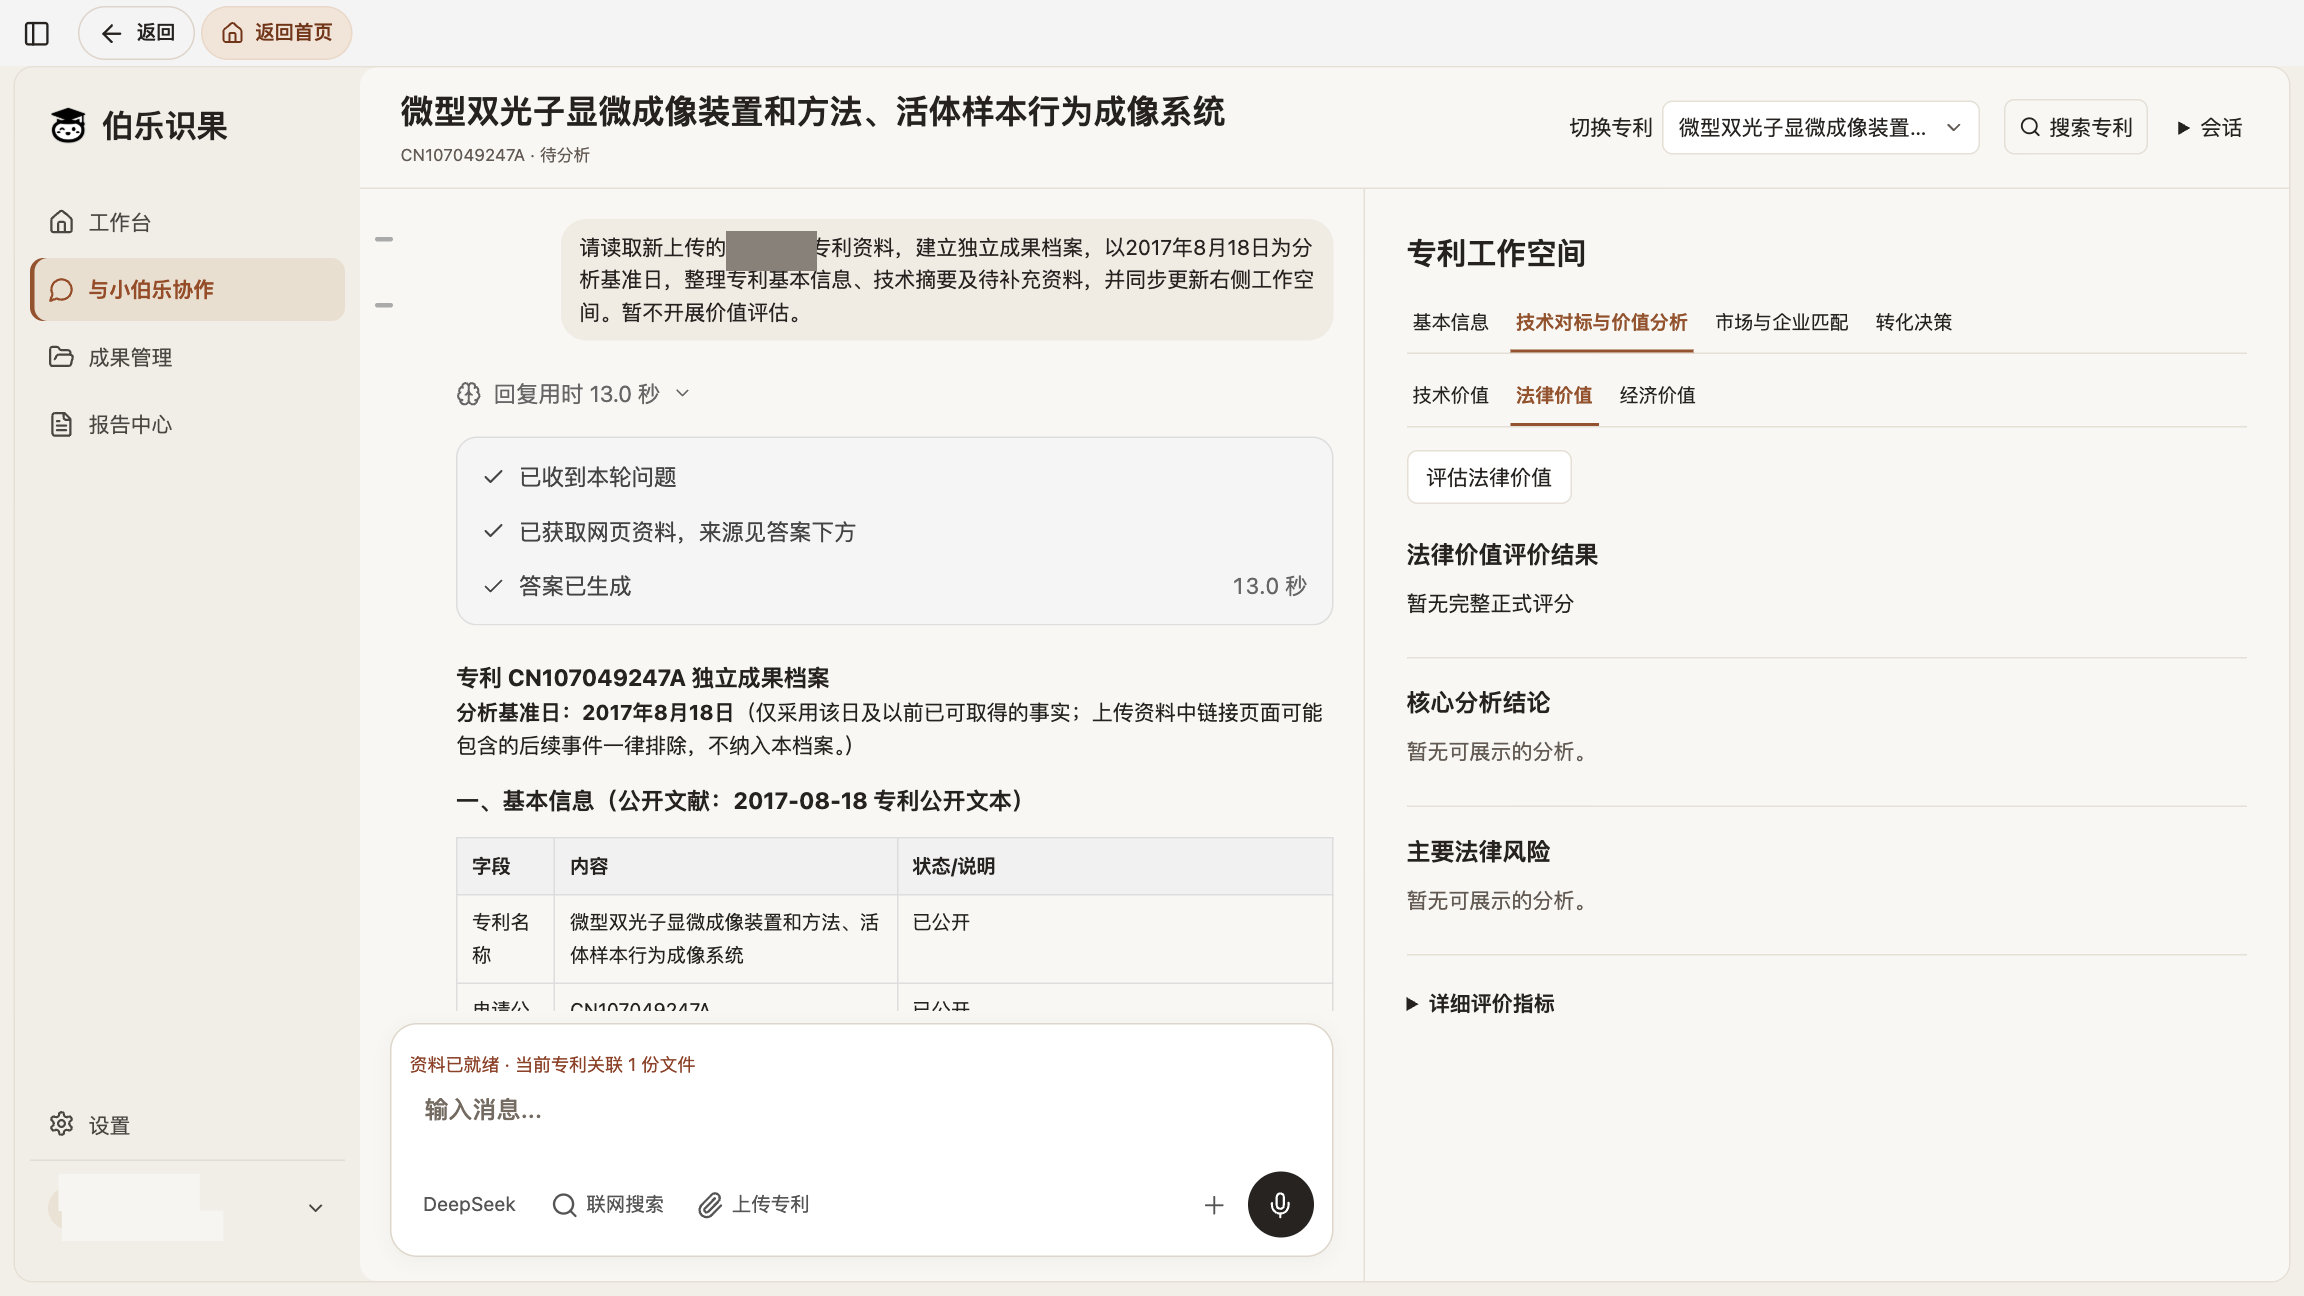 返回
返回首页
伯乐识果
工作台
与小伯乐协作
成果管理
报告中心
设置
微型双光子显微成像装置和方法、活体样本行为成像系统
CN107049247A · 待分析
切换专利
微型双光子显微成像装置...
搜索专利
▶ 会话
请读取新上传的 专利资料，建立独立成果档案，以2017年8月18日为分
析基准日，整理专利基本信息、技术摘要及待补充资料，并同步更新右侧工作空
间。暂不开展价值评估。
回复用时 13.0 秒
已收到本轮问题
已获取网页资料，来源见答案下方
答案已生成
13.0 秒
专利 CN107049247A 独立成果档案
分析基准日：2017年8月18日（仅采用该日及以前已可取得的事实；上传资料中链接页面可能
包含的后续事件一律排除，不纳入本档案。）
一、基本信息（公开文献：2017-08-18 专利公开文本）
字段 内容 状态/说明
专利名 微型双光子显微成像装置和方法、活 已公开
称 体样本行为成像系统
申请公 CN107049247A 已公开
资料已就绪 · 当前专利关联 1 份文件
输入消息...
DeepSeek
联网搜索
上传专利
专利工作空间
基本信息 技术对标与价值分析 市场与企业匹配 转化决策
技术价值 法律价值 经济价值
评估法律价值
法律价值评价结果
暂无完整正式评分
核心分析结论
暂无可展示的分析。
主要法律风险
暂无可展示的分析。
▶ 详细评价指标